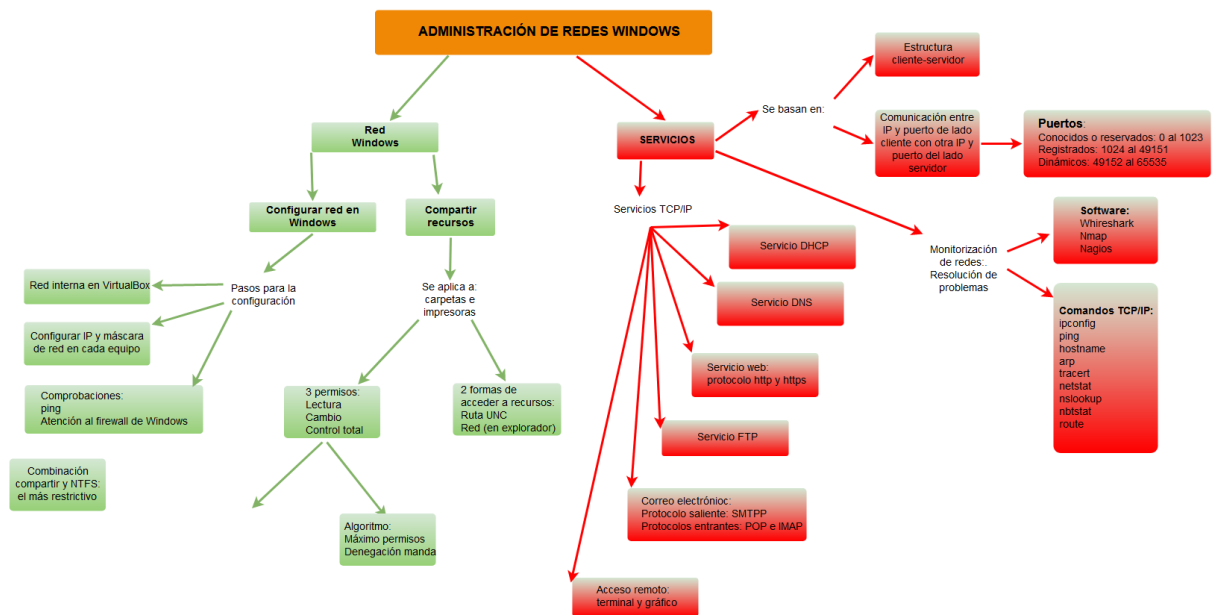 ADMINISTRACIÓN DE REDES WINDOWS
Red
Windows
Configurar red en
Windows
Compartir
recursos
Pasos para la
configuración
Red interna en VirtualBox
Configurar IP y máscara
de red en cada equipo
Comprobaciones:
ping
Atención al firewall de Windows
Se aplica a:
carpetas e
impresoras
3 permisos:
Lectura
Cambio
Control total
2 formas de
acceder a recursos:
Ruta UNC
Red (en explorador)
Combinación
compartir y NTFS:
el más restrictivo
Algoritmo:
Máximo permisos
Denegación manda
SERVICIOS
Se basan en:
Estructura
cliente-servidor
Comunicación entre
IP y puerto de lado
cliente con otra IP y
puerto del lado
servidor
Puertos:
Conocidos o reservados: 0 al 1023
Registrados: 1024 al 49151
Dinámicos: 49152 al 65535
Servicios TCP/IP
Servicio DHCP
Servicio DNS
Servicio web:
protocolo http y https
Servicio FTP
Correo electrónioc:
Protocolo saliente: SMTPP
Protocolos entrantes: POP e IMAP
Acceso remoto:
terminal y gráfico
Monitorización
de redes:.
Resolución de
problemas
Software:
Whireshark
Nmap
Nagios
Comandos TCP/IP:
ipconfig
ping
hostname
arp
tracert
netstat
nslookup
nbtstat
route